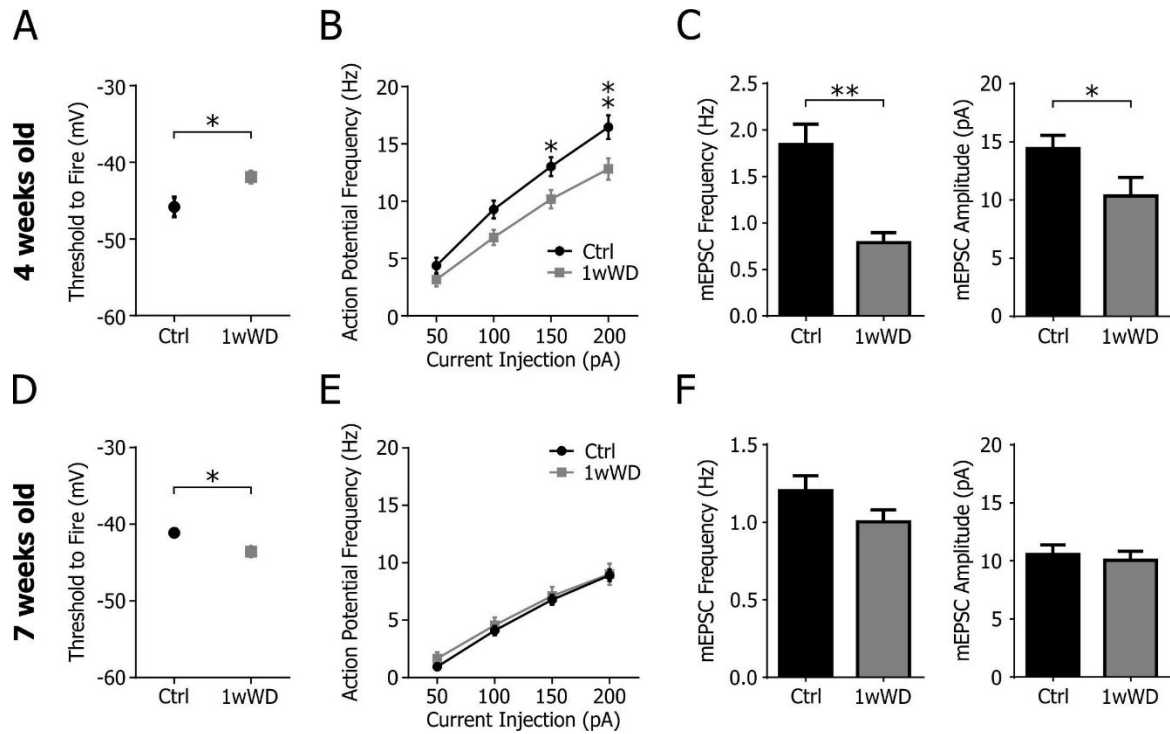 A
B
C
4 weeks old
Threshold to Fire (mV)
-30
-40
-50
-60
*
Ctrl
1wWD
Action Potential Frequency (Hz)
20
15
10
5
0
*
*
*
Ctrl
1wWD
50
100
150
200
Current Injection (pA)
mEPSC Frequency (Hz)
2.5
2.0
1.5
1.0
0.5
0.0
**
Ctrl
1wWD
mEPSC Amplitude (pA)
20
15
10
5
0
*
Ctrl
1wWD
D
E
F
7 weeks old
Threshold to Fire (mV)
-30
-40
-50
-60
*
Ctrl
1wWD
Action Potential Frequency (Hz)
20
15
10
5
0
Ctrl
1wWD
50
100
150
200
Current Injection (pA)
mEPSC Frequency (Hz)
1.5
1.0
0.5
0.0
Ctrl
1wWD
mEPSC Amplitude (pA)
20
15
10
5
0
Ctrl
1wWD